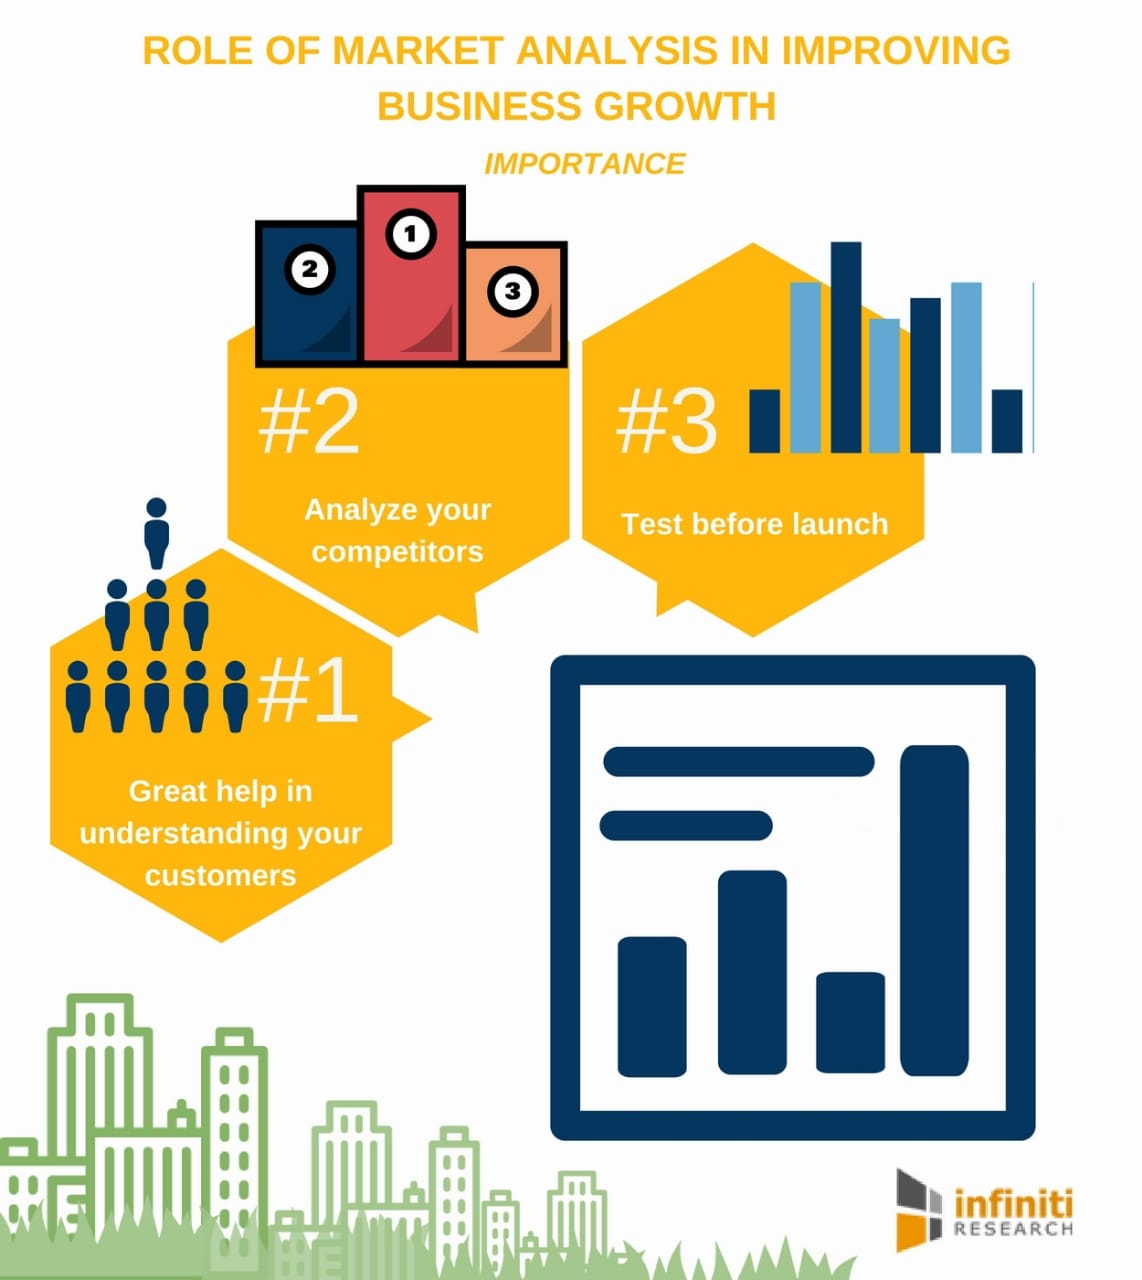 ROLE OF MARKET ANALYSIS IN IMPROVING
BUSINESS GROWTH
IMPORTANCE
1
2
3
#2
Analyze your
competitors
#3
Test before launch
#1
Great help in
understanding your
customers
infiniti
RESEARCH